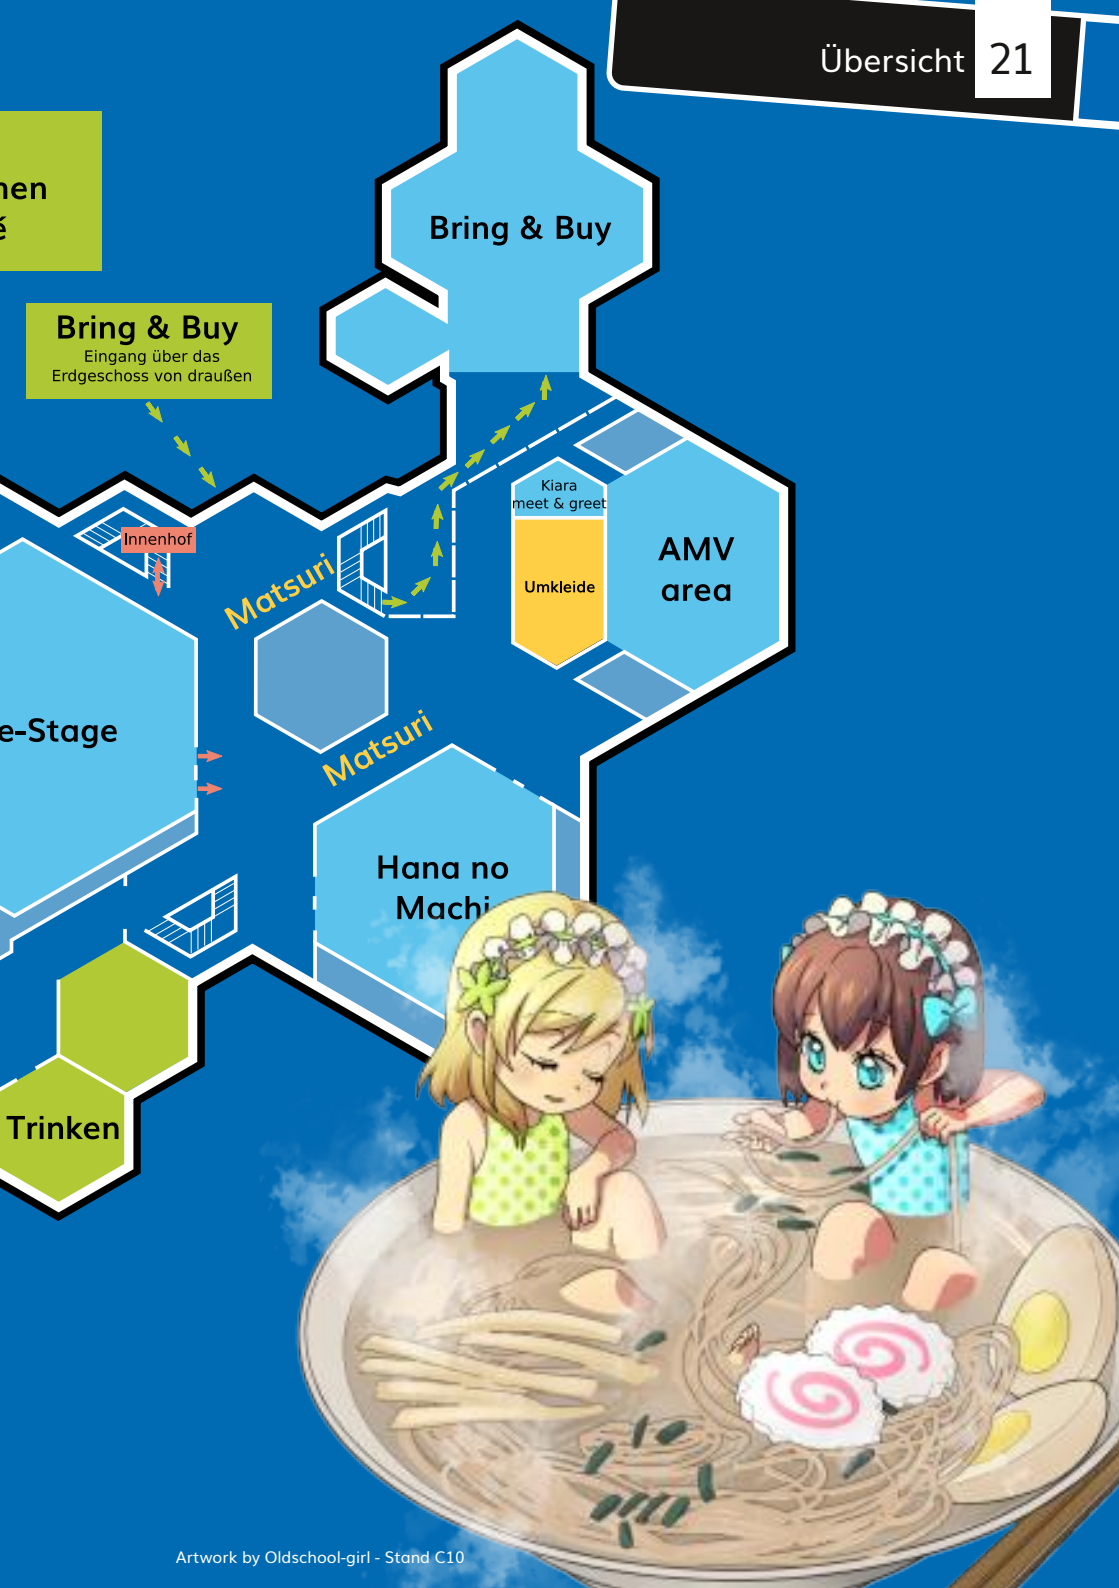 Übersicht 21
nen
é
Bring & Buy
Bring & Buy
Eingang über das
Erdgeschoss von draußen
Kiara
meet & greet
Innenhof
AMV
area
Umkleide
Matsuri
Matsuri
e-Stage
Hana no
Machi
Trinken
Artwork by Oldschool-girl - Stand C10